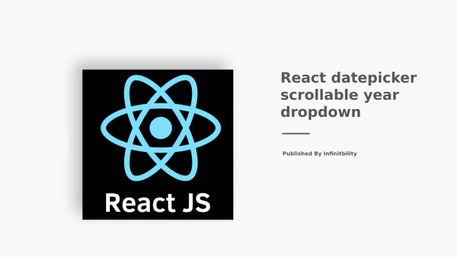 React datepicker
scrollable year
dropdown
Published By Infinitbility
React JS